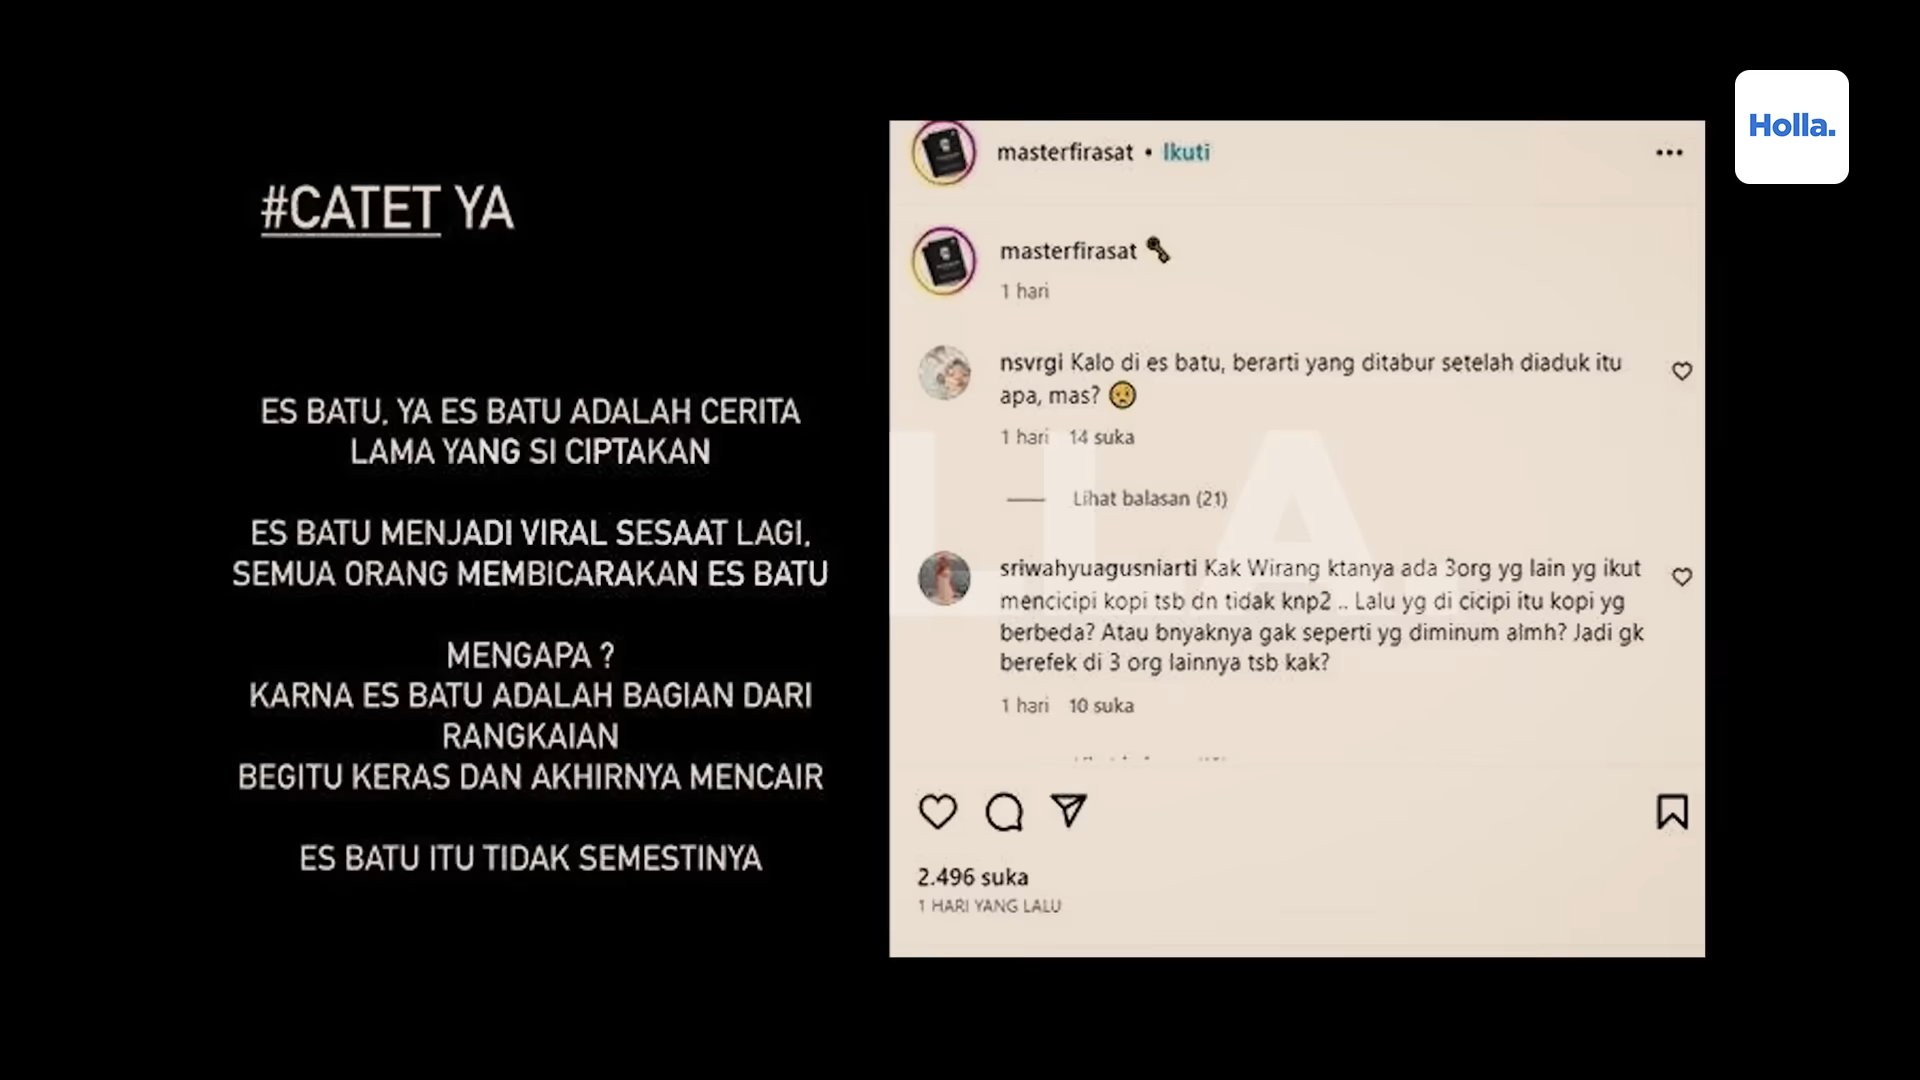 Holla.
#CATET YA
ES BATU, YA ES BATU ADALAH CERITA
LAMA YANG SI CIPTAKAN
ES BATU MENJADI VIRAL SESAAT LAGI,
SEMUA ORANG MEMBICARAKAN ES BATU
MENGAPA ?
KARNA ES BATU ADALAH BAGIAN DARI
RANGKAIAN
BEGITU KERAS DAN AKHIRNYA MENCAIR
ES BATU ITU TIDAK SEMESTINYA
masterfirasat • Ikuti
masterfirasat
1 hari
nsvrgi Kalo di es batu, berarti yang ditabur setelah diaduk itu
apa, mas?
1 hari 14 suka
Lihat balasan (21)
sriwahyuagusniarti Kak Wirang ktanya ada 3org yg lain yg ikut
mencicipi kopi tsb dn tidak knp2 .. Lalu yg di cicipi itu kopi yg
berbeda? Atau bnyaknya gak seperti yg diminum almh? Jadi gk
berefek di 3 org lainnya tsb kak?
1 hari 10 suka
2.496 suka
1 HARI YANG LALU